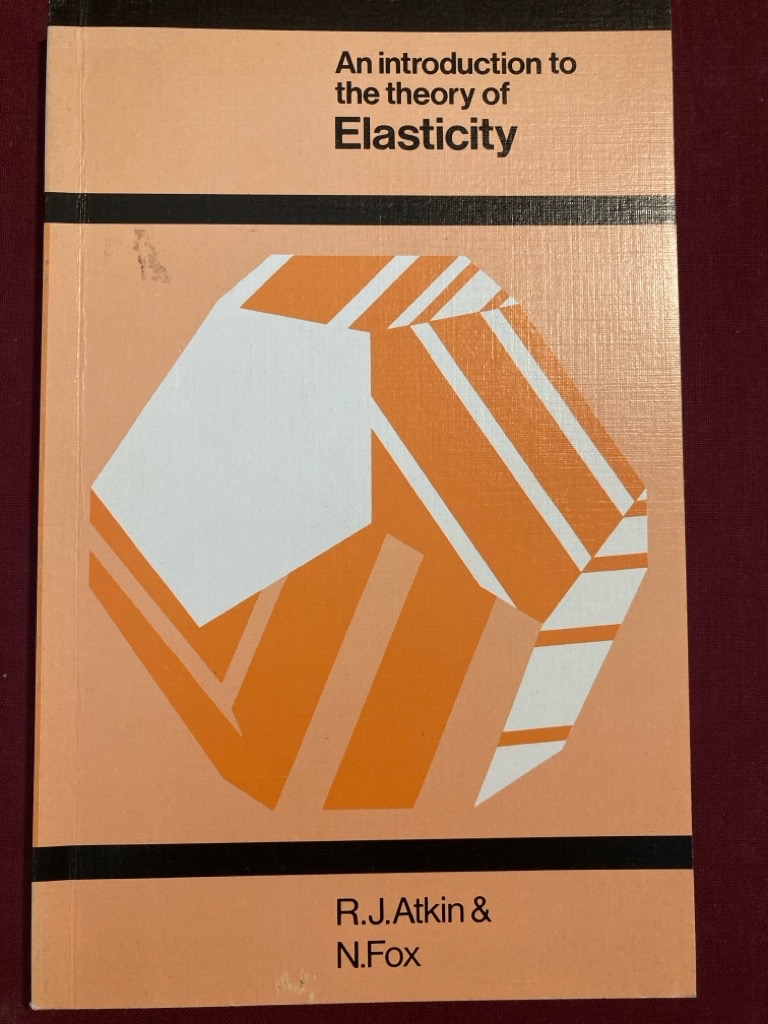 An introduction to
the theory of
Elasticity
R.J.Atkin &
N.Fox